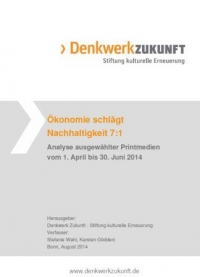 DenkwerkZUKUNFT
Stiftung kulturelle Erneuerung
Ökonomie schlägt
Nachhaltigkeit 7:1
Analyse ausgewählter Printmedien
vom 1. April bis 30. Juni 2014
Herausgeber:
Denkwerk Zukunft - Stiftung kulturelle Erneuerung
Verfasser:
Stefanie Wahl, Karsten Gödderz
Bonn, August 2014
www.denkwerkzukunft.de